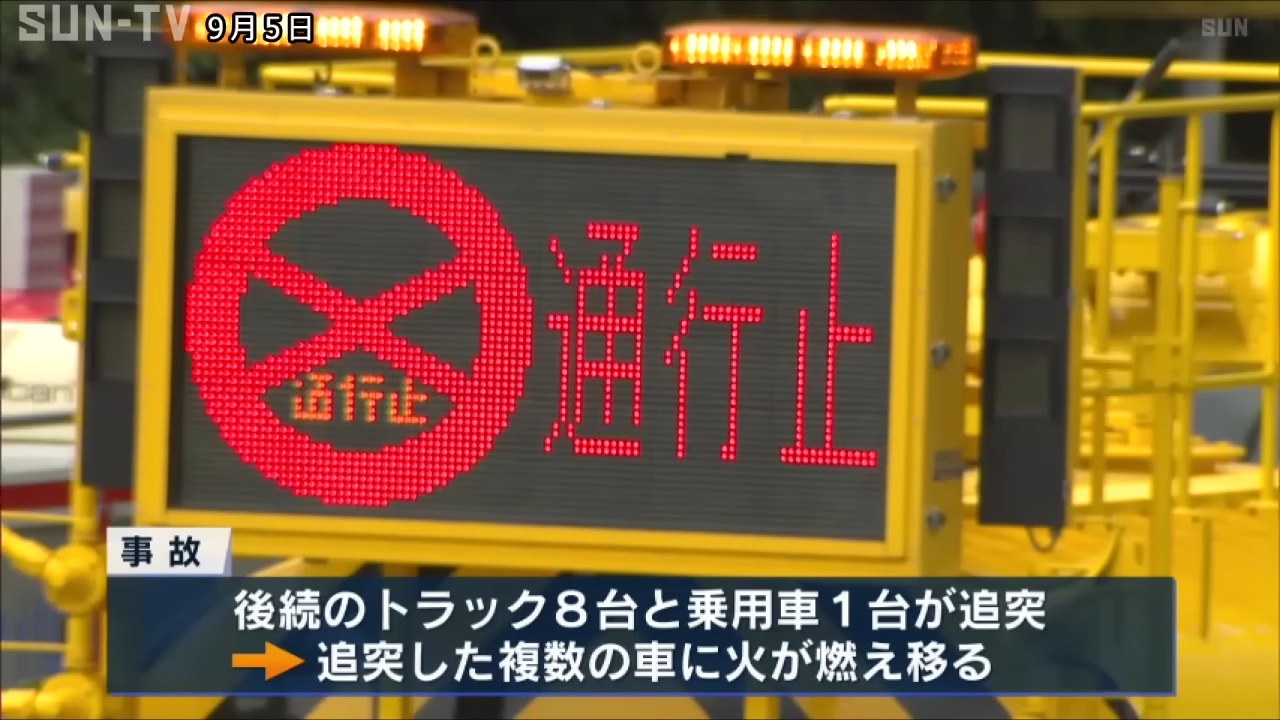 SUN-TV
9月5日
SUN
通行止
通行止
事故
後続のトラック8台と乗用車1台が追突
➡追突した複数の車に火が燃え移る